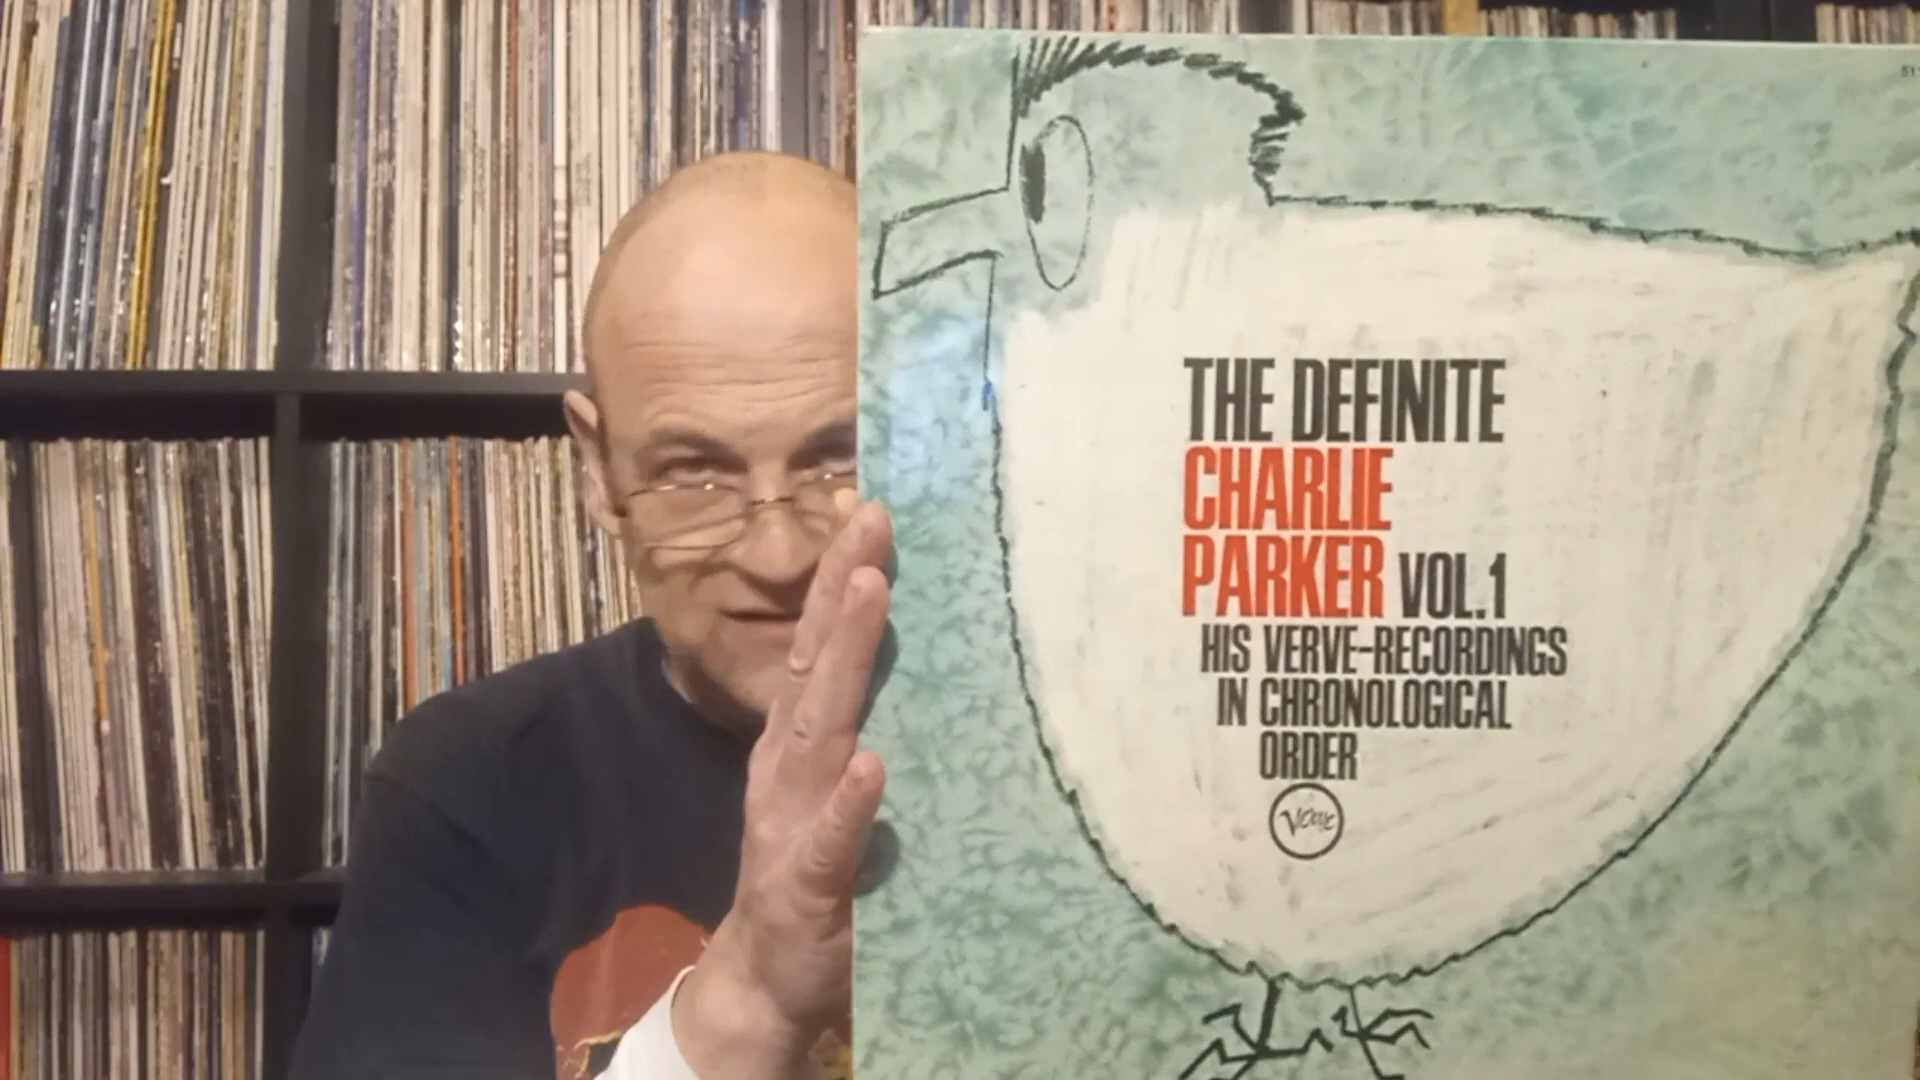 THE DEFINITE
CHARLIE
PARKER VOL.1
HIS VERVE-RECORDINGS
IN CHRONOLOGICAL
ORDER
Verve